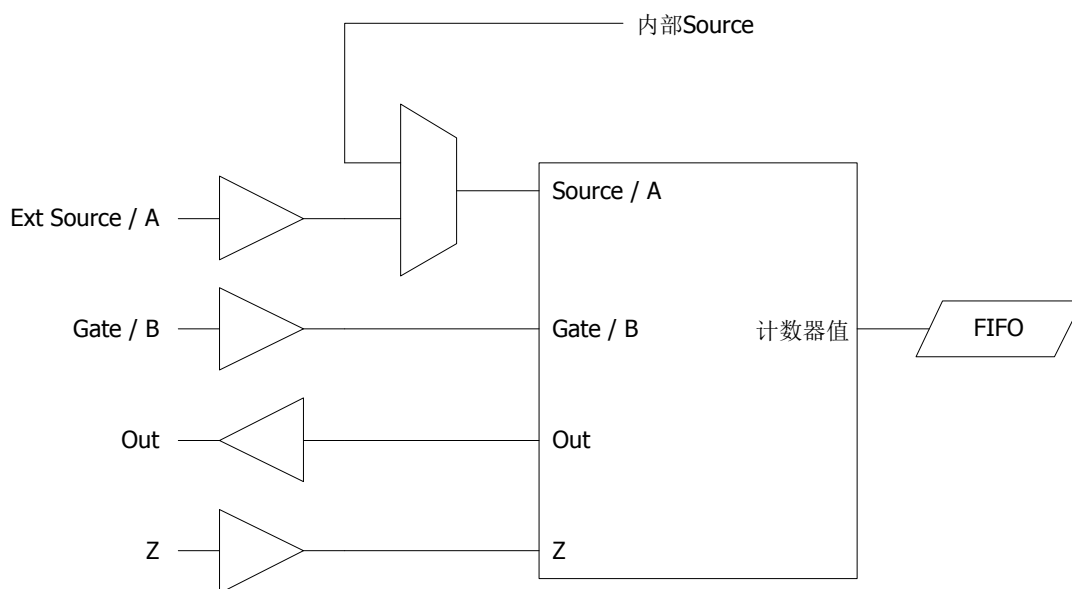 内部Source
Ext Source / A
Source / A
Gate / B
Gate / B
计数器值
FIFO
Out
Out
Z
Z